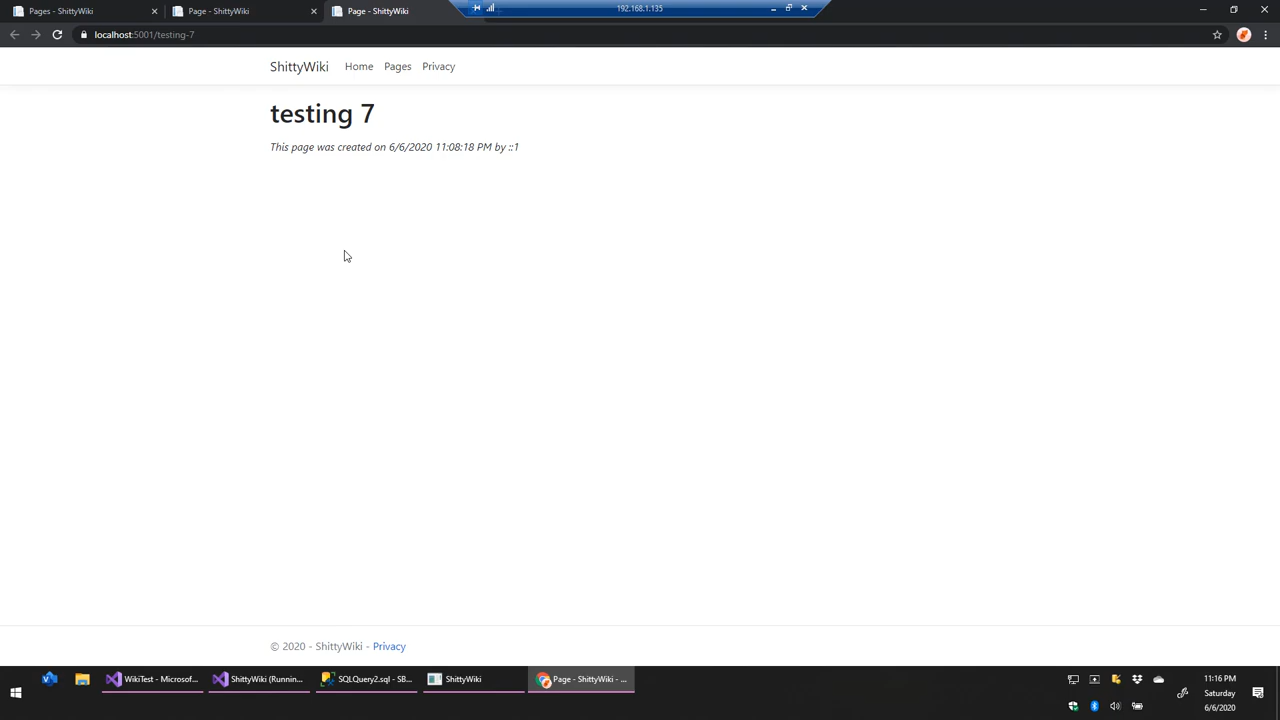 Pages - ShittyWiki
Page - ShittyWiki
Page - ShittyWiki
192.168.1.135
localhost:5001/testing-7
ShittyWiki Home Pages Privacy
testing 7
This page was created on 6/6/2020 11:08:18 PM by ::1
© 2020 - ShittyWiki - Privacy
WikiTest - Microsof...
ShittyWiki (Runnin...
SQLQuery2.sql - SB...
ShittyWiki
Page - ShittyWiki - ...
11:16 PM
Saturday
6/6/2020